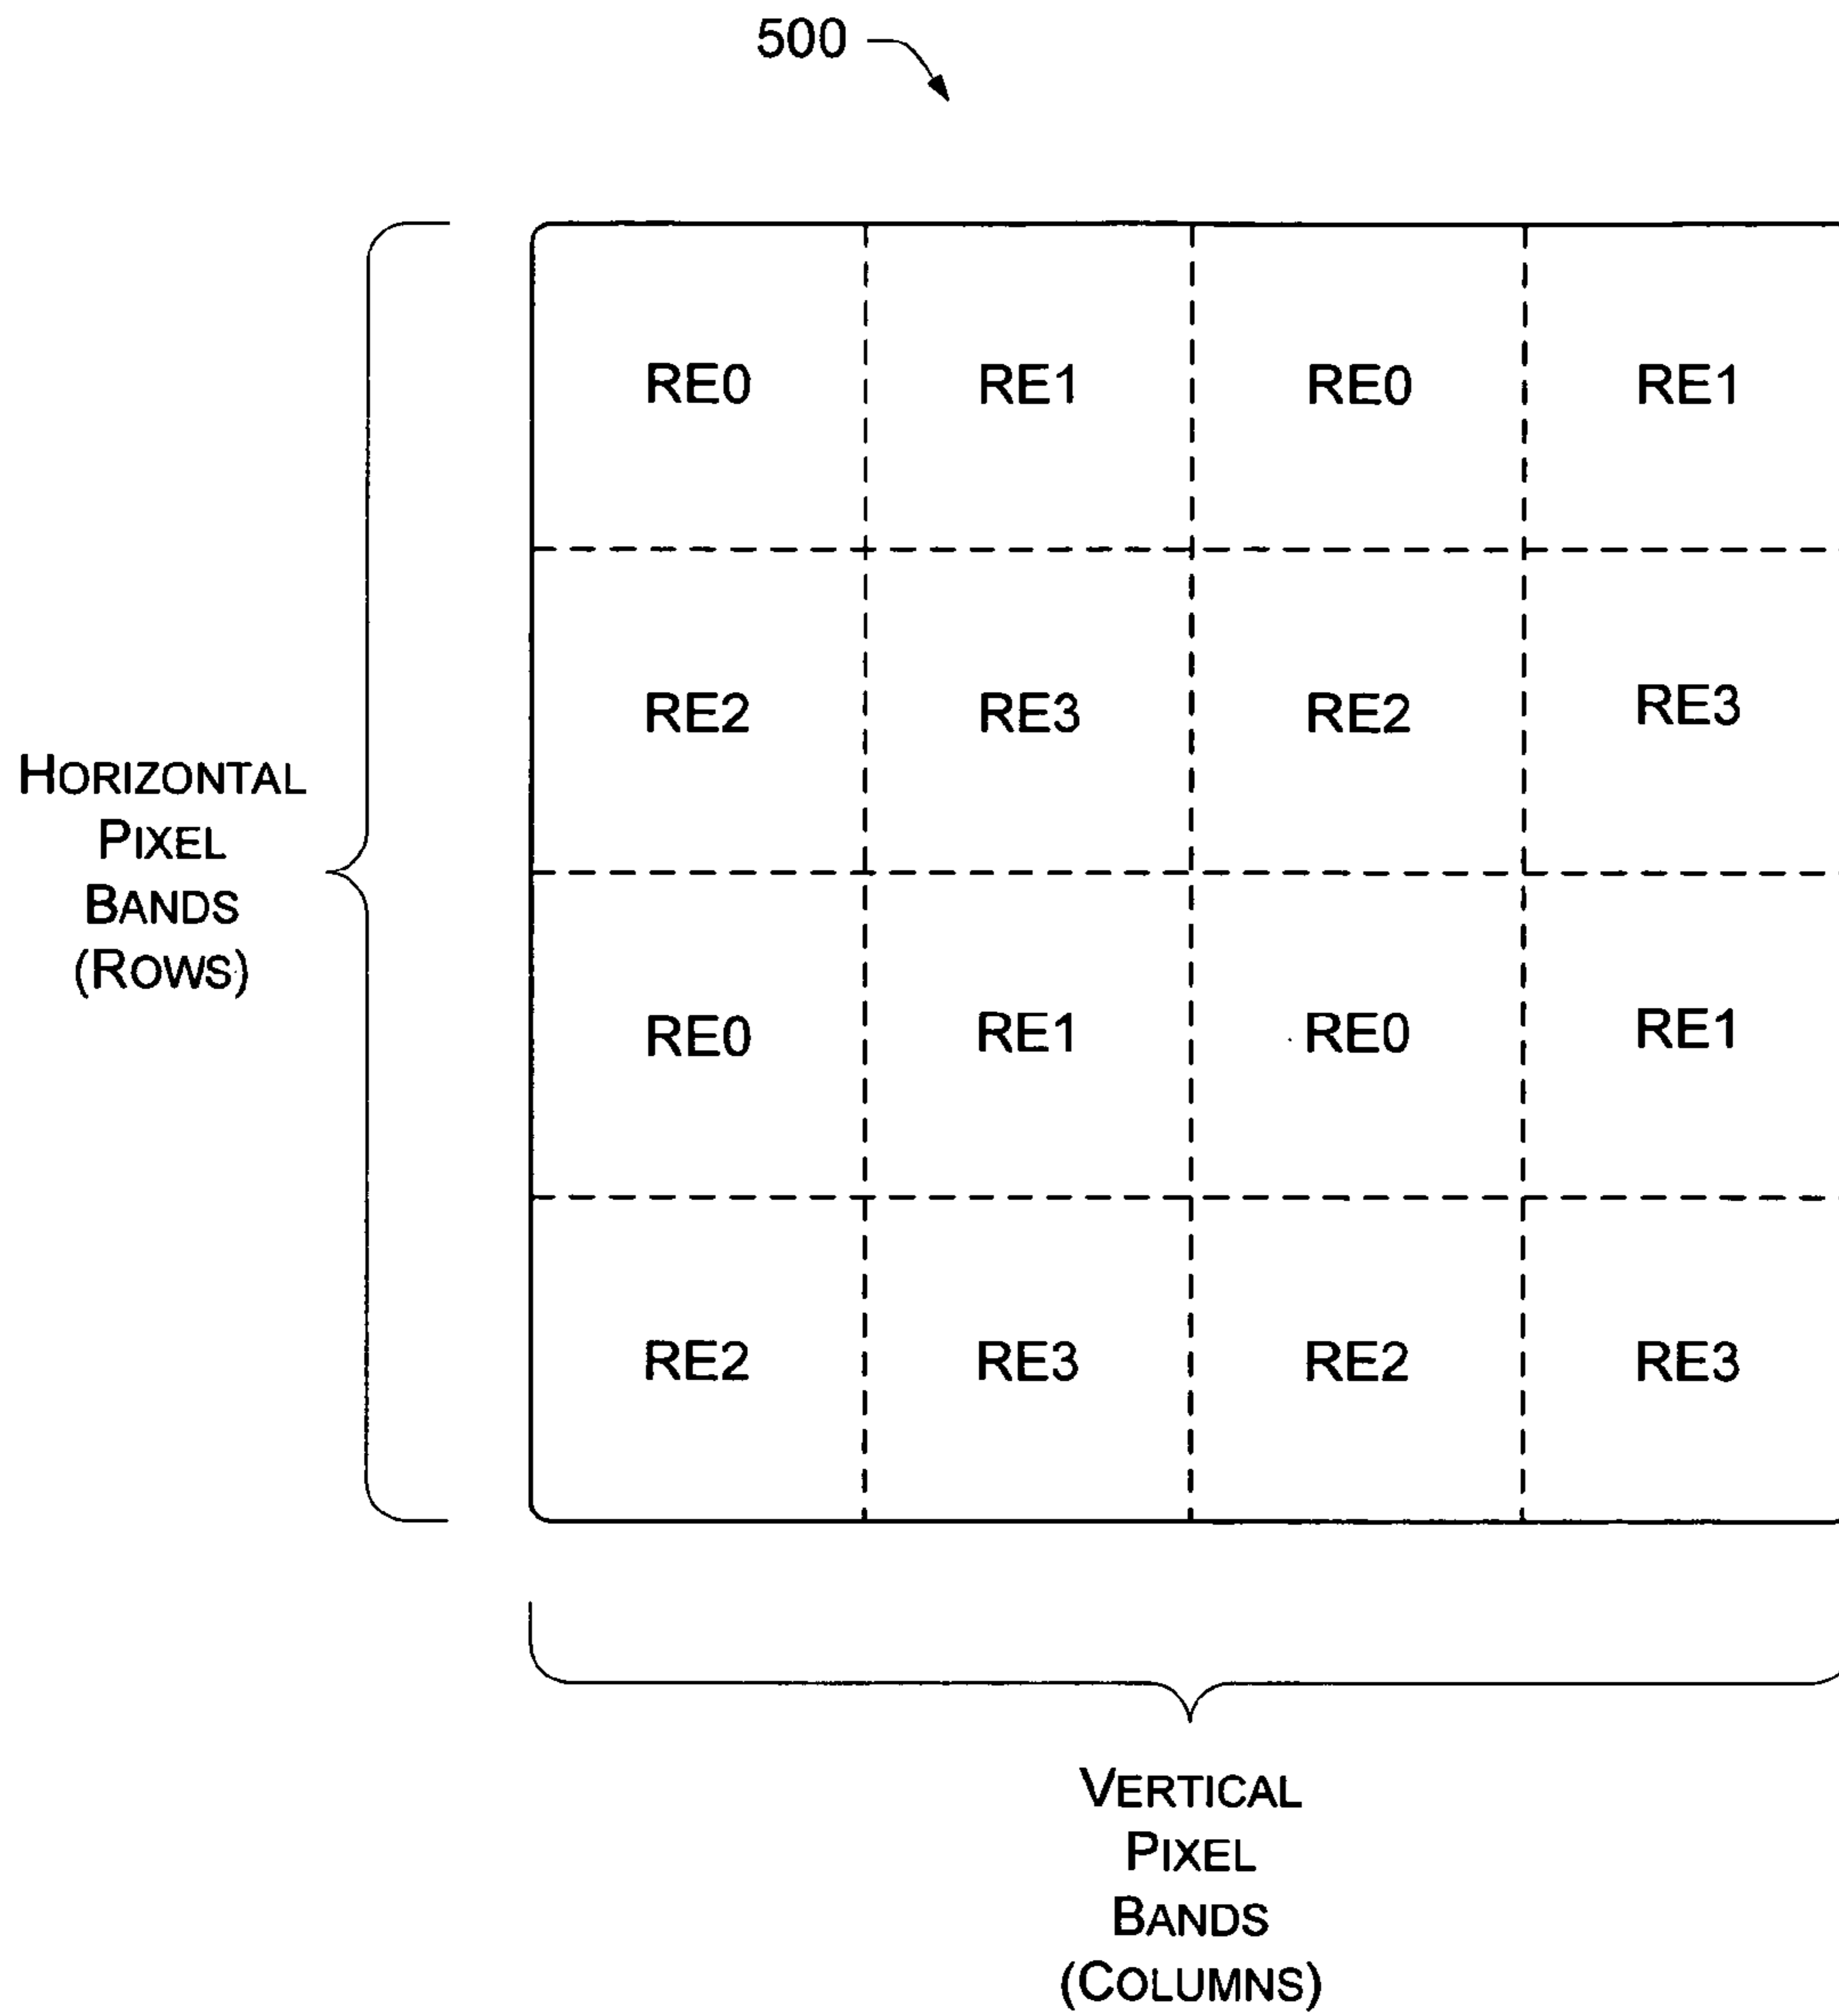 500
RE0 RE1 RE0 RE1
RE2 RE3 RE2 RE3
HORIZONTAL
PIXEL
BANDS
(ROWS)
RE0 RE1 RE0 RE1
RE2 RE3 RE2 RE3
VERTICAL
PIXEL
BANDS
(COLUMNS)